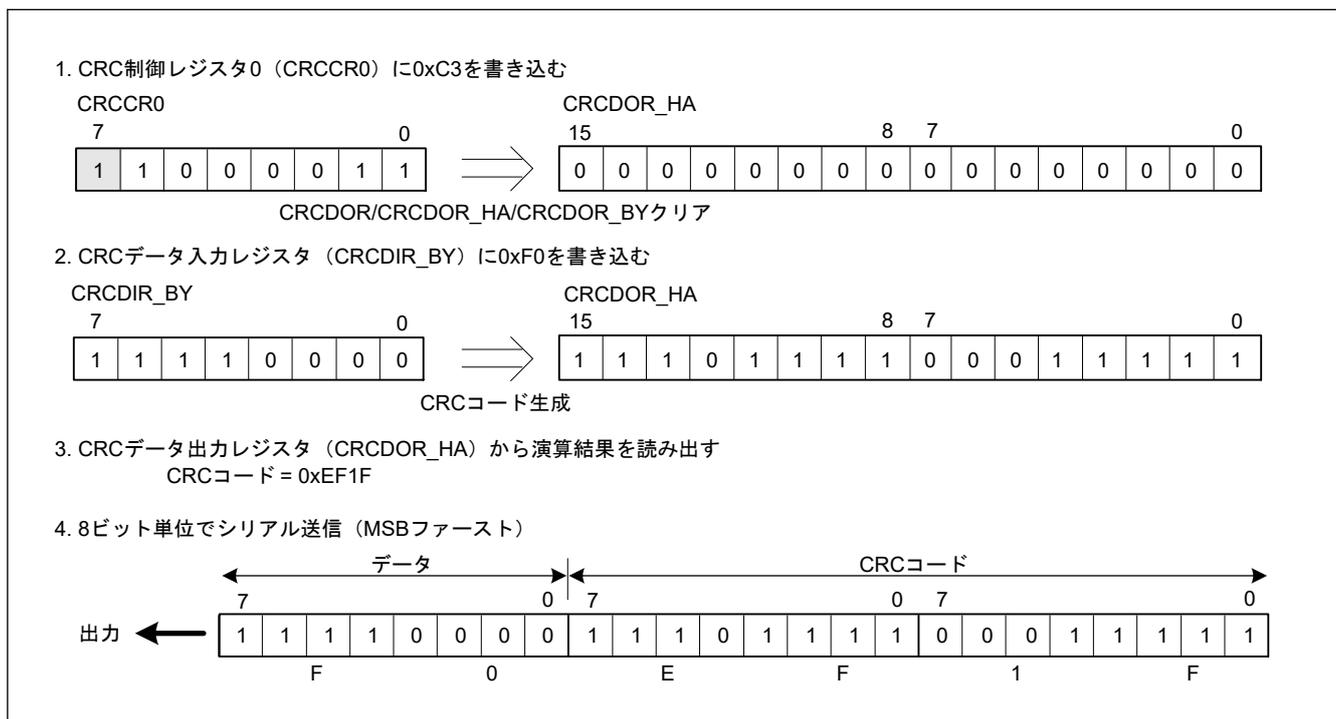 1. CRC制御レジスタ0（CRCCR0）に0xC3を書き込む
CRCCR0 CRCDOR_HA
7 0 15 8 7 0
1 1 0 0 0 0 1 1 0 0 0 0 0 0 0 0 0 0 0 0 0 0 0 0
CRCDOR/CRCDOR_HA/CRCDOR_BYクリア
2. CRCデータ入力レジスタ（CRCDIR_BY）に0xF0を書き込む
CRCDIR_BY CRCDOR_HA
7 0 15 8 7 0
1 1 1 1 0 0 0 0 1 1 1 0 1 1 1 1 0 0 0 1 1 1 1 1
CRCコード生成
3. CRCデータ出力レジスタ（CRCDOR_HA）から演算結果を読み出す
CRCコード = 0xEF1F
4. 8ビット単位でシリアル送信（MSBファースト）
データ CRCコード
7 0 7 0 7 0
出力 1 1 1 1 0 0 0 0 1 1 1 0 1 1 1 1 0 0 0 1 1 1 1 1
F 0 E F 1 F